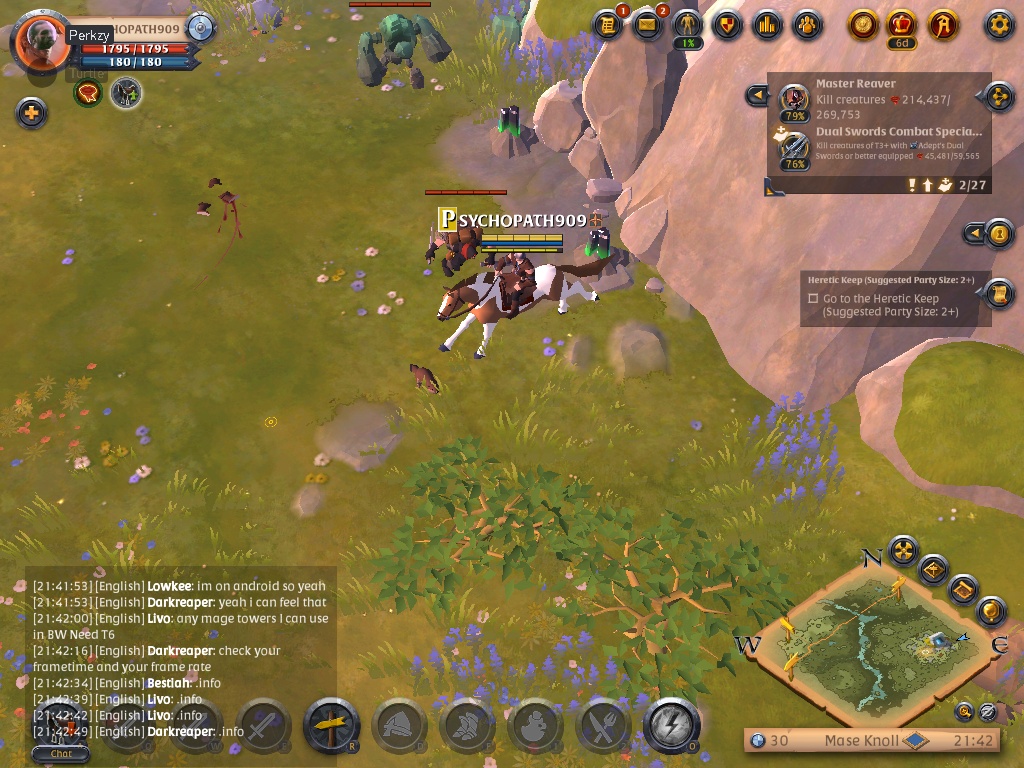 Perkzy
HOPATH909
1795 / 1795
180 / 180
Turtle
1
2
1%
6d
Master Reaver
Kill creatures 214,437/
269,753
79%
Dual Swords Combat Specia...
Kill creatures of T3+ with Adept's Dual
Swords or better equipped 45,481/59,565
76%
2/27
PSYCHOPATH909
Heretic Keep (Suggested Party Size: 2+)
Go to the Heretic Keep
(Suggested Party Size: 2+)
[21:41:53][English] Lowkee: im on android so yeah
[21:41:53][English] Darkreaper: yeah i can feel that
[21:42:00][English] Livo: any mage towers I can use
in BW Need T6
[21:42:16][English] Darkreaper: check your
frametime and your frame rate
[21:42:34][English] Bestiah: .info
[21:42:39][English] Livo: .info
[21:42:42][English] Livo: .info
[21:42:49][English] Darkreaper: .info
Chat
Q
W
R
O
N
W
E
30
Mase Knoll
21:42